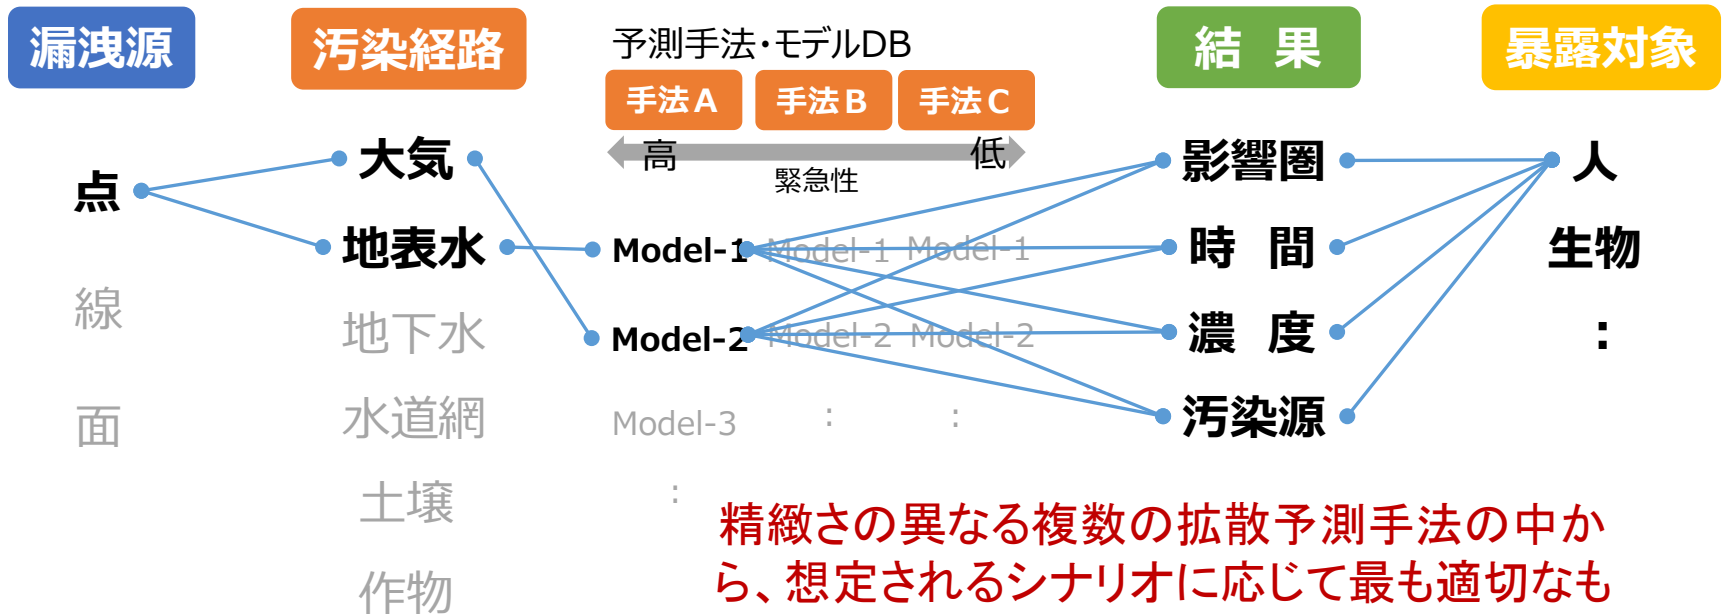 漏洩源
汚染経路
予測手法・モデルDB
結 果
暴露対象
手法A
手法B
手法C
高
低
緊急性
点
線
面
大気
地表水
地下水
水道網
土壌
作物
Model-1
Model-1
Model-1
Model-2
Model-2
Model-2
Model-3
:
:
:
影響圏
時 間
濃 度
汚染源
人
生物
:
精緻さの異なる複数の拡散予測手法の中か
ら、想定されるシナリオに応じて最も適切なも